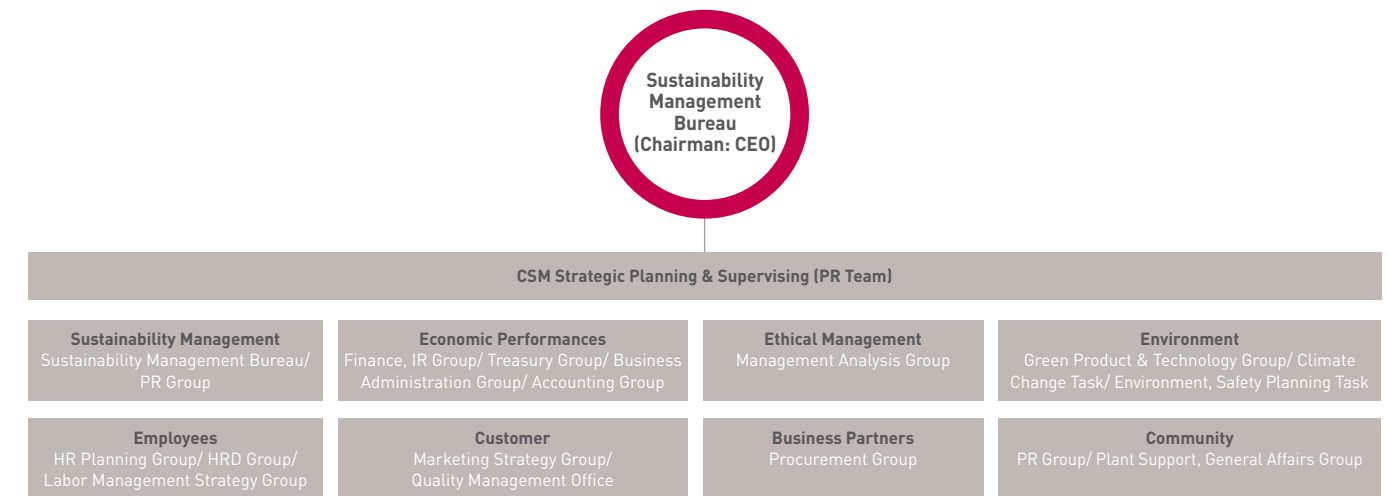 Sustainability
Management
Bureau
(Chairman: CEO)
CSM Strategic Planning & Supervising (PR Team)
Sustainability Management
Sustainability Management Bureau/
PR Group
Economic Performances
Finance, IR Group/ Treasury Group/ Business
Administration Group/ Accounting Group
Ethical Management
Management Analysis Group
Environment
Green Product & Technology Group/ Climate
Change Task/ Environment, Safety Planning Task
Employees
HR Planning Group/ HRD Group/
Labor Management Strategy Group
Customer
Marketing Strategy Group/
Quality Management Office
Business Partners
Procurement Group
Community
PR Group/ Plant Support, General Affairs Group